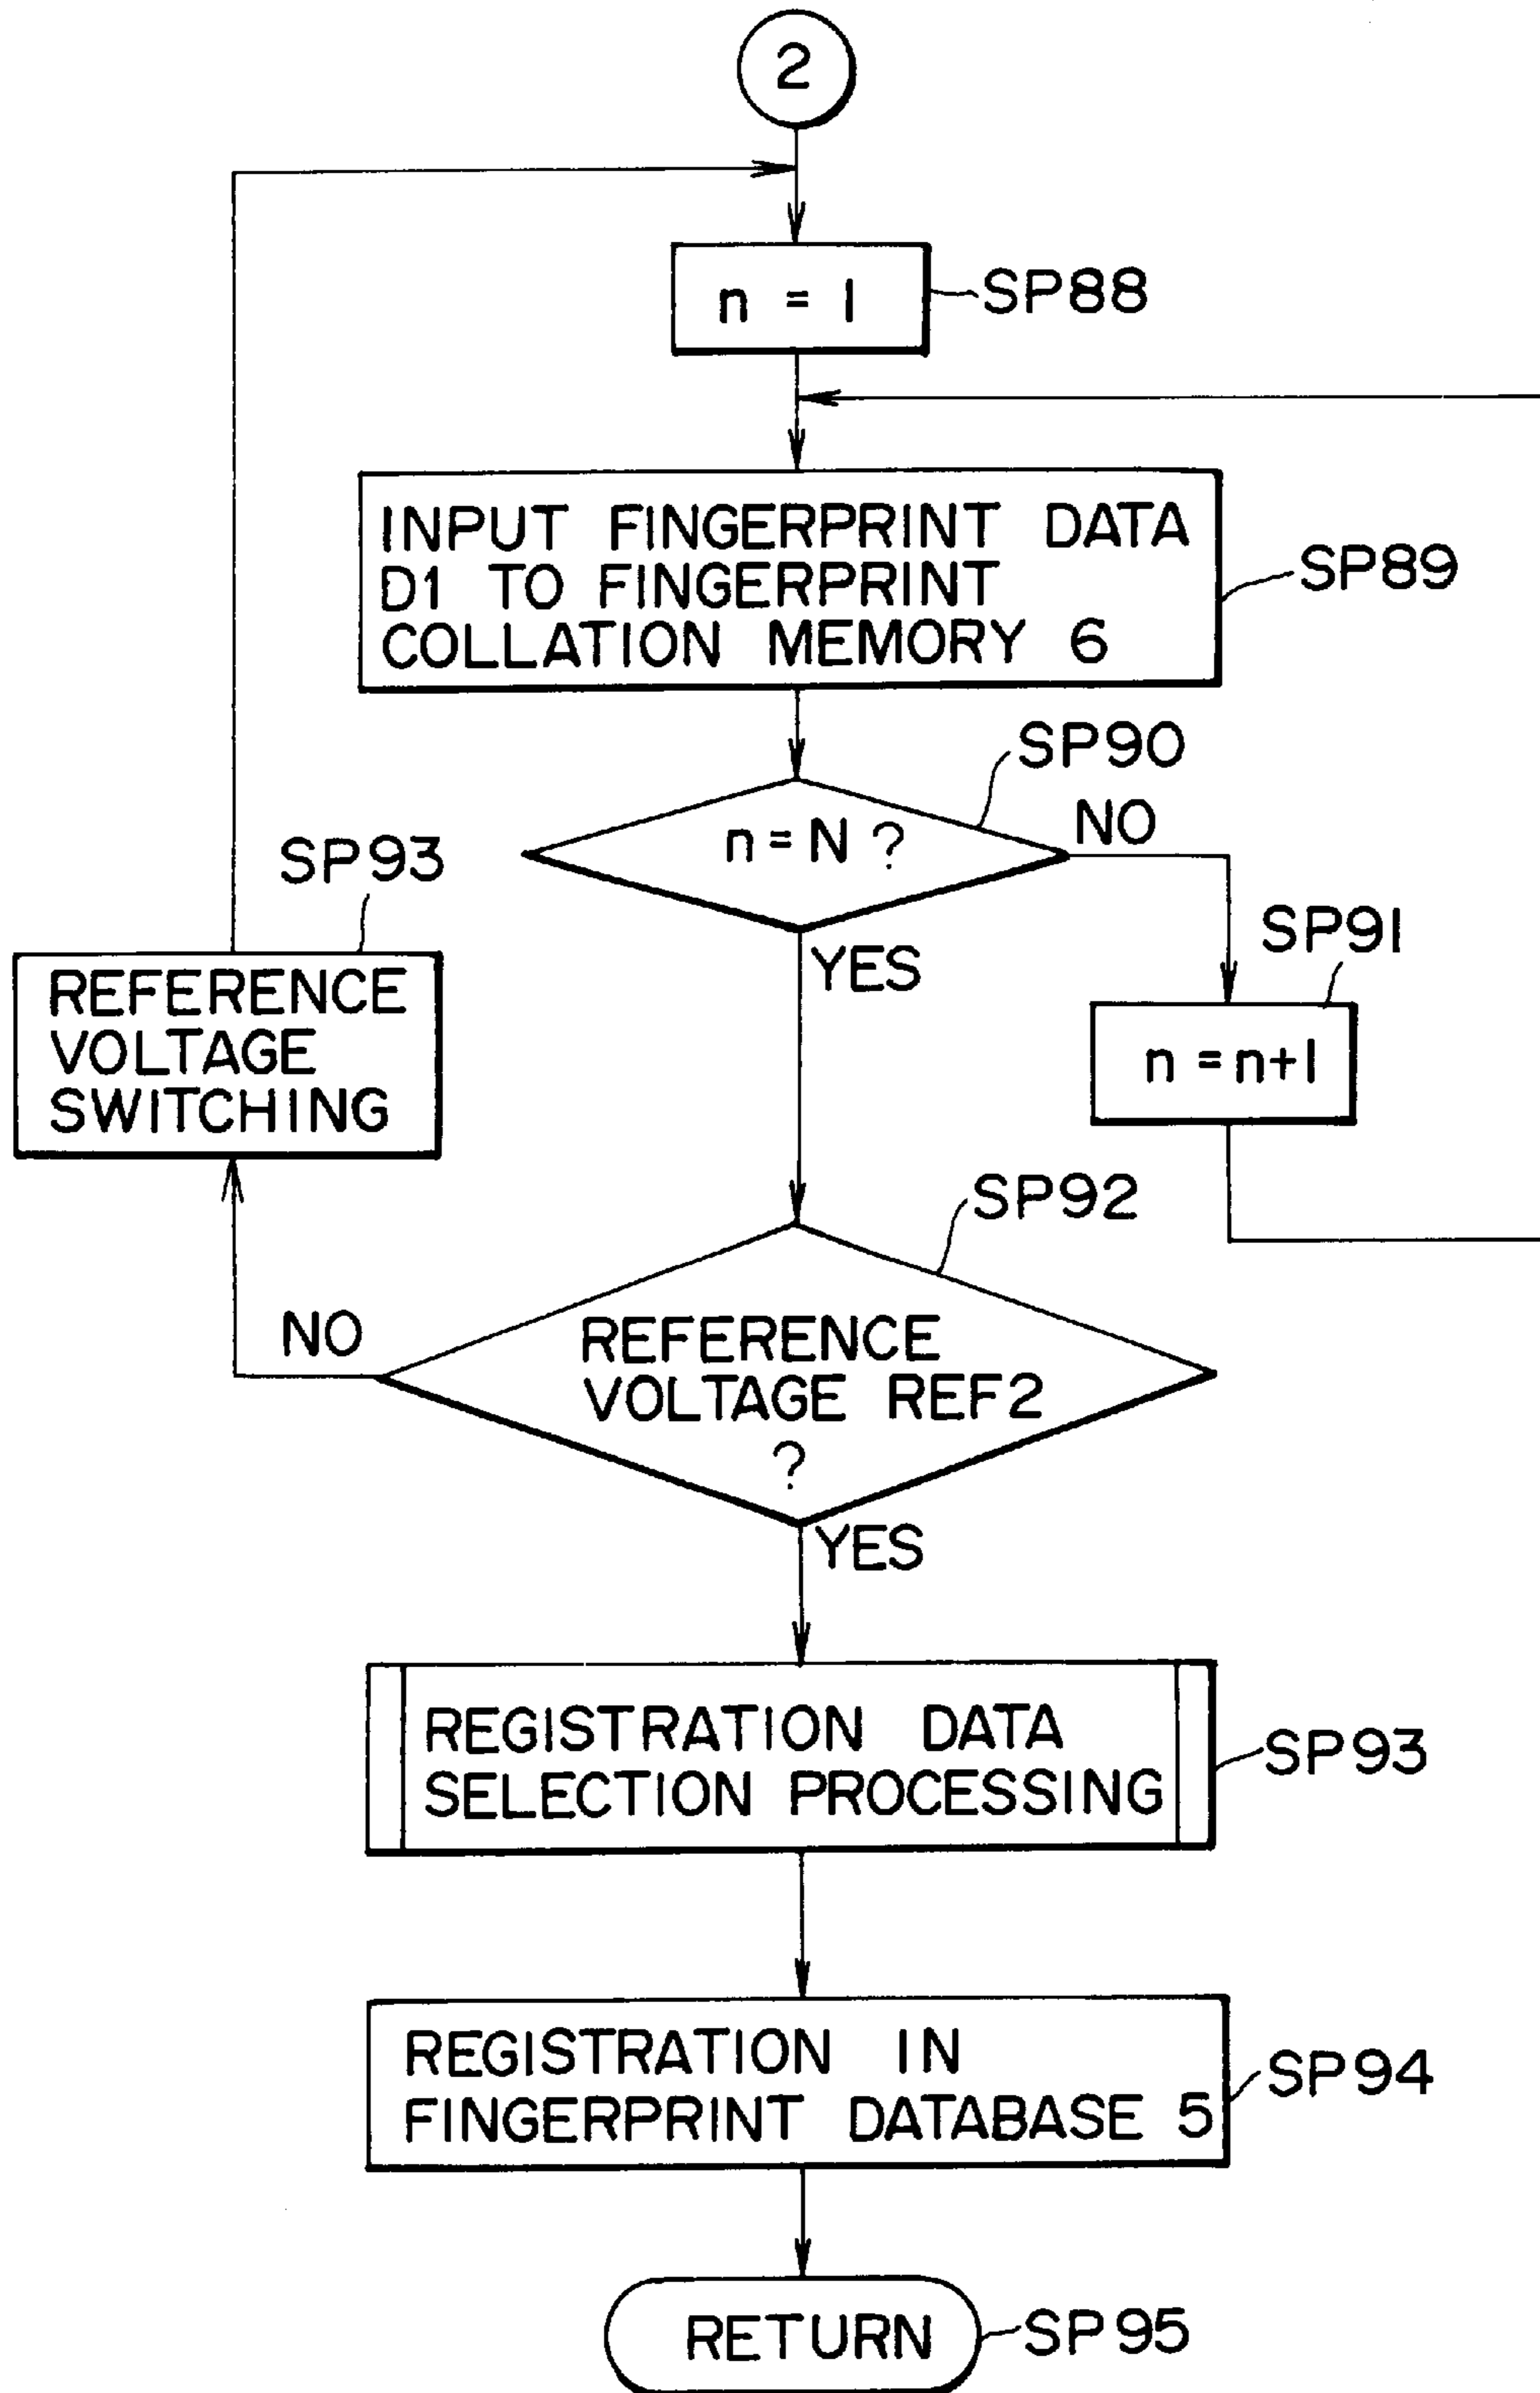 2
n = 1
SP88
INPUT FINGERPRINT DATA
D1 TO FINGERPRINT
COLLATION MEMORY 6
SP89
SP90
n = N ?
NO
YES
SP91
n = n+1
SP93
REFERENCE
VOLTAGE
SWITCHING
SP92
REFERENCE
VOLTAGE REF2
?
NO
YES
REGISTRATION DATA
SELECTION PROCESSING
SP93
REGISTRATION IN
FINGERPRINT DATABASE 5
SP94
RETURN
SP95